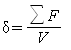 δ = ∑F / V